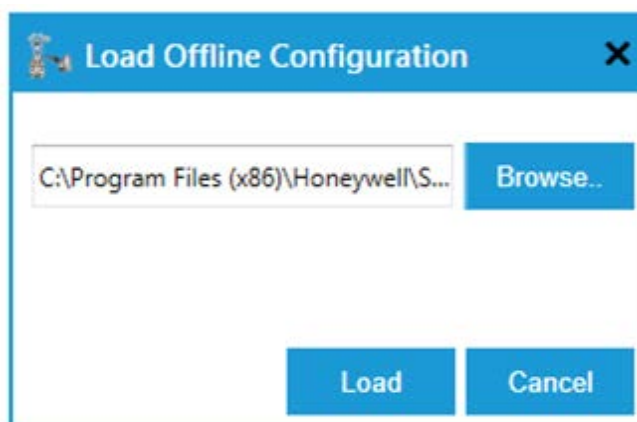 Load Offline Configuration
C:\Program Files (x86)\Honeywell\S... Browse..
Load Cancel